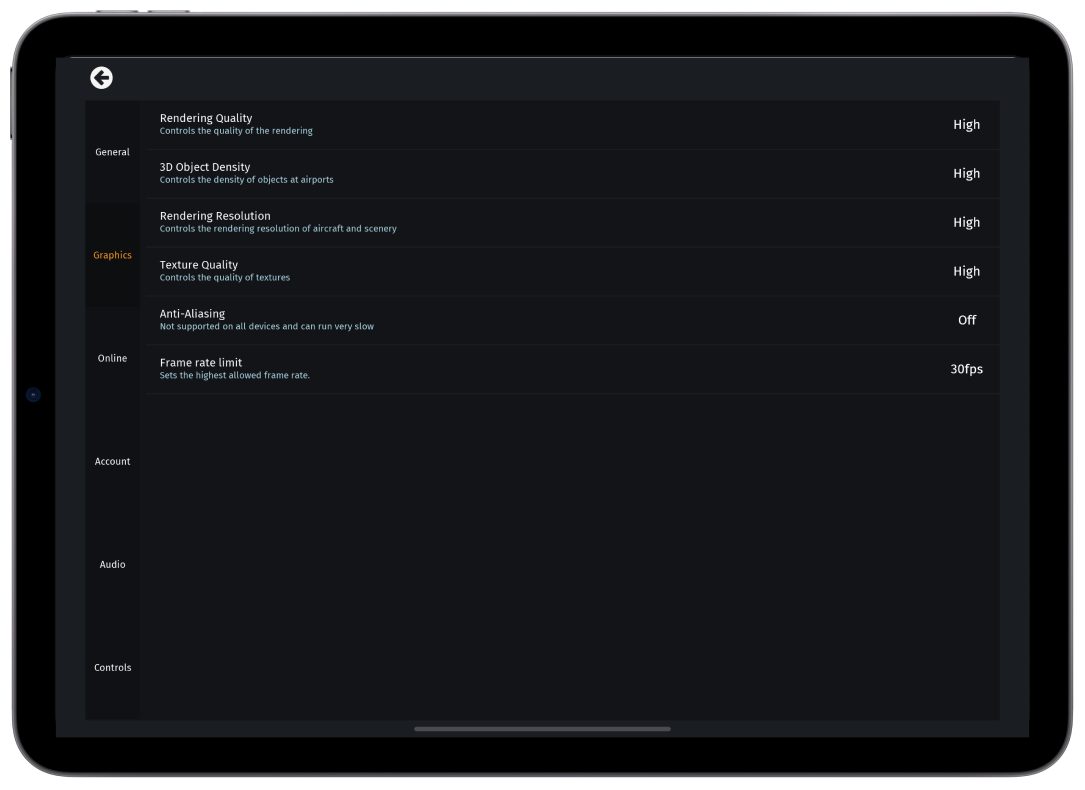 General
Graphics
Online
Account
Audio
Controls
Rendering Quality
Controls the quality of the rendering
High
3D Object Density
Controls the density of objects at airports
High
Rendering Resolution
Controls the rendering resolution of aircraft and scenery
High
Texture Quality
Controls the quality of textures
High
Anti-Aliasing
Not supported on all devices and can run very slow
Off
Frame rate limit
Sets the highest allowed frame rate.
30fps